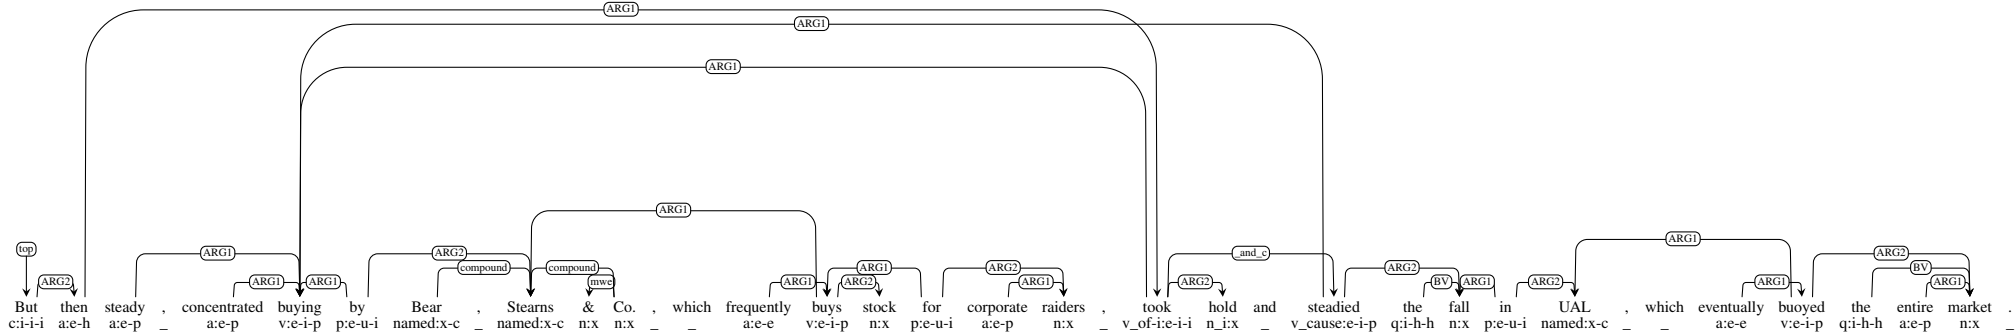 ARG1
ARG1
ARG1
ARG1
ARG1
top
ARG1
ARG2
_and_c
ARG2
compound
compound
ARG1
ARG2
ARG2
BV
ARG2
ARG1
ARG1
mwe
ARG1
ARG2
ARG1
ARG2
BV
ARG1
ARG2
ARG1
ARG1
But then steady , concentrated buying by Bear , Stearns & Co. , which frequently buys stock for corporate raiders , took hold and steadied the fall in UAL , which eventually buoyed the entire market .
c:i-i-i a:e-h a:e-p _ a:e-p v:e-i-p p:e-u-i named:x-c _ named:x-c n:x n:x _ _ a:e-e v:e-i-p n:x p:e-u-i a:e-p n:x _ v_of-i:e-i-i n_i:x _ v_cause:e-i-p q:i-h-h n:x p:e-u-i named:x-c _ _ a:e-e v:e-i-p q:i-h-h a:e-p n:x _